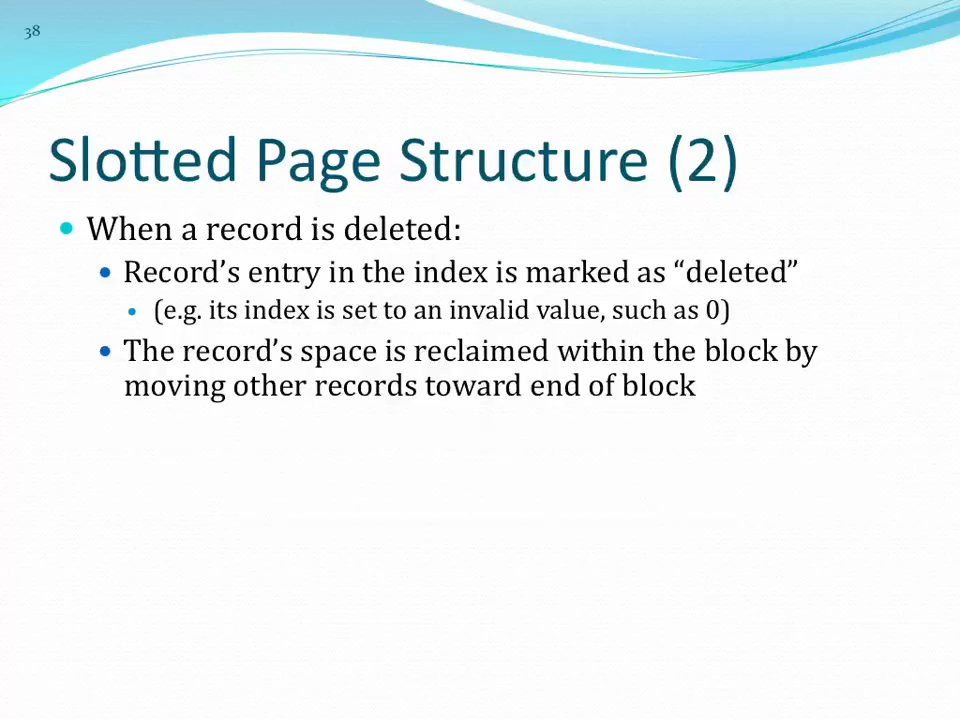 38
Slotted Page Structure (2)
• When a record is deleted:
• Record’s entry in the index is marked as “deleted”
• (e.g. its index is set to an invalid value, such as 0)
• The record’s space is reclaimed within the block by
moving other records toward end of block